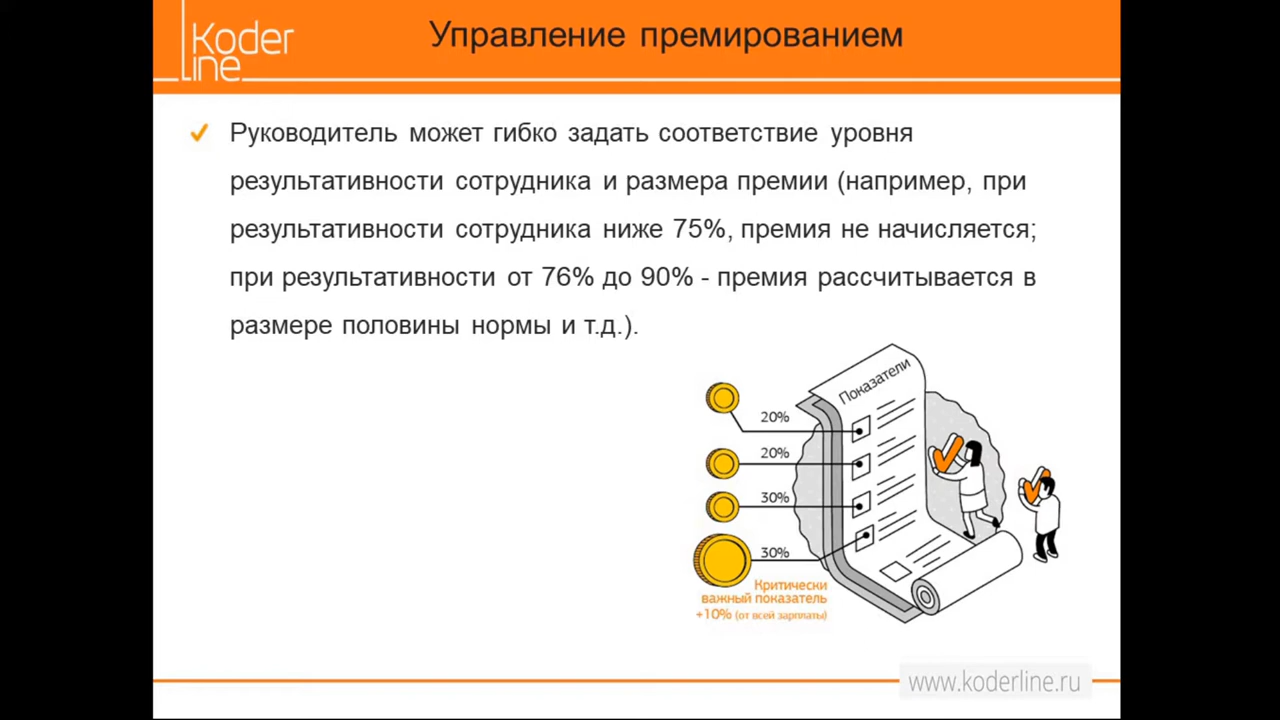 Koder
line
Управление премированием
Руководитель может гибко задать соответствие уровня
результативности сотрудника и размера премии (например, при
результативности сотрудника ниже 75%, премия не начисляется;
при результативности от 76% до 90% - премия рассчитывается в
размере половины нормы и т.д.).
Показатели
20%
20%
30%
30%
Критически
важный показатель
+10% (от всей зарплаты)
www.koderline.ru